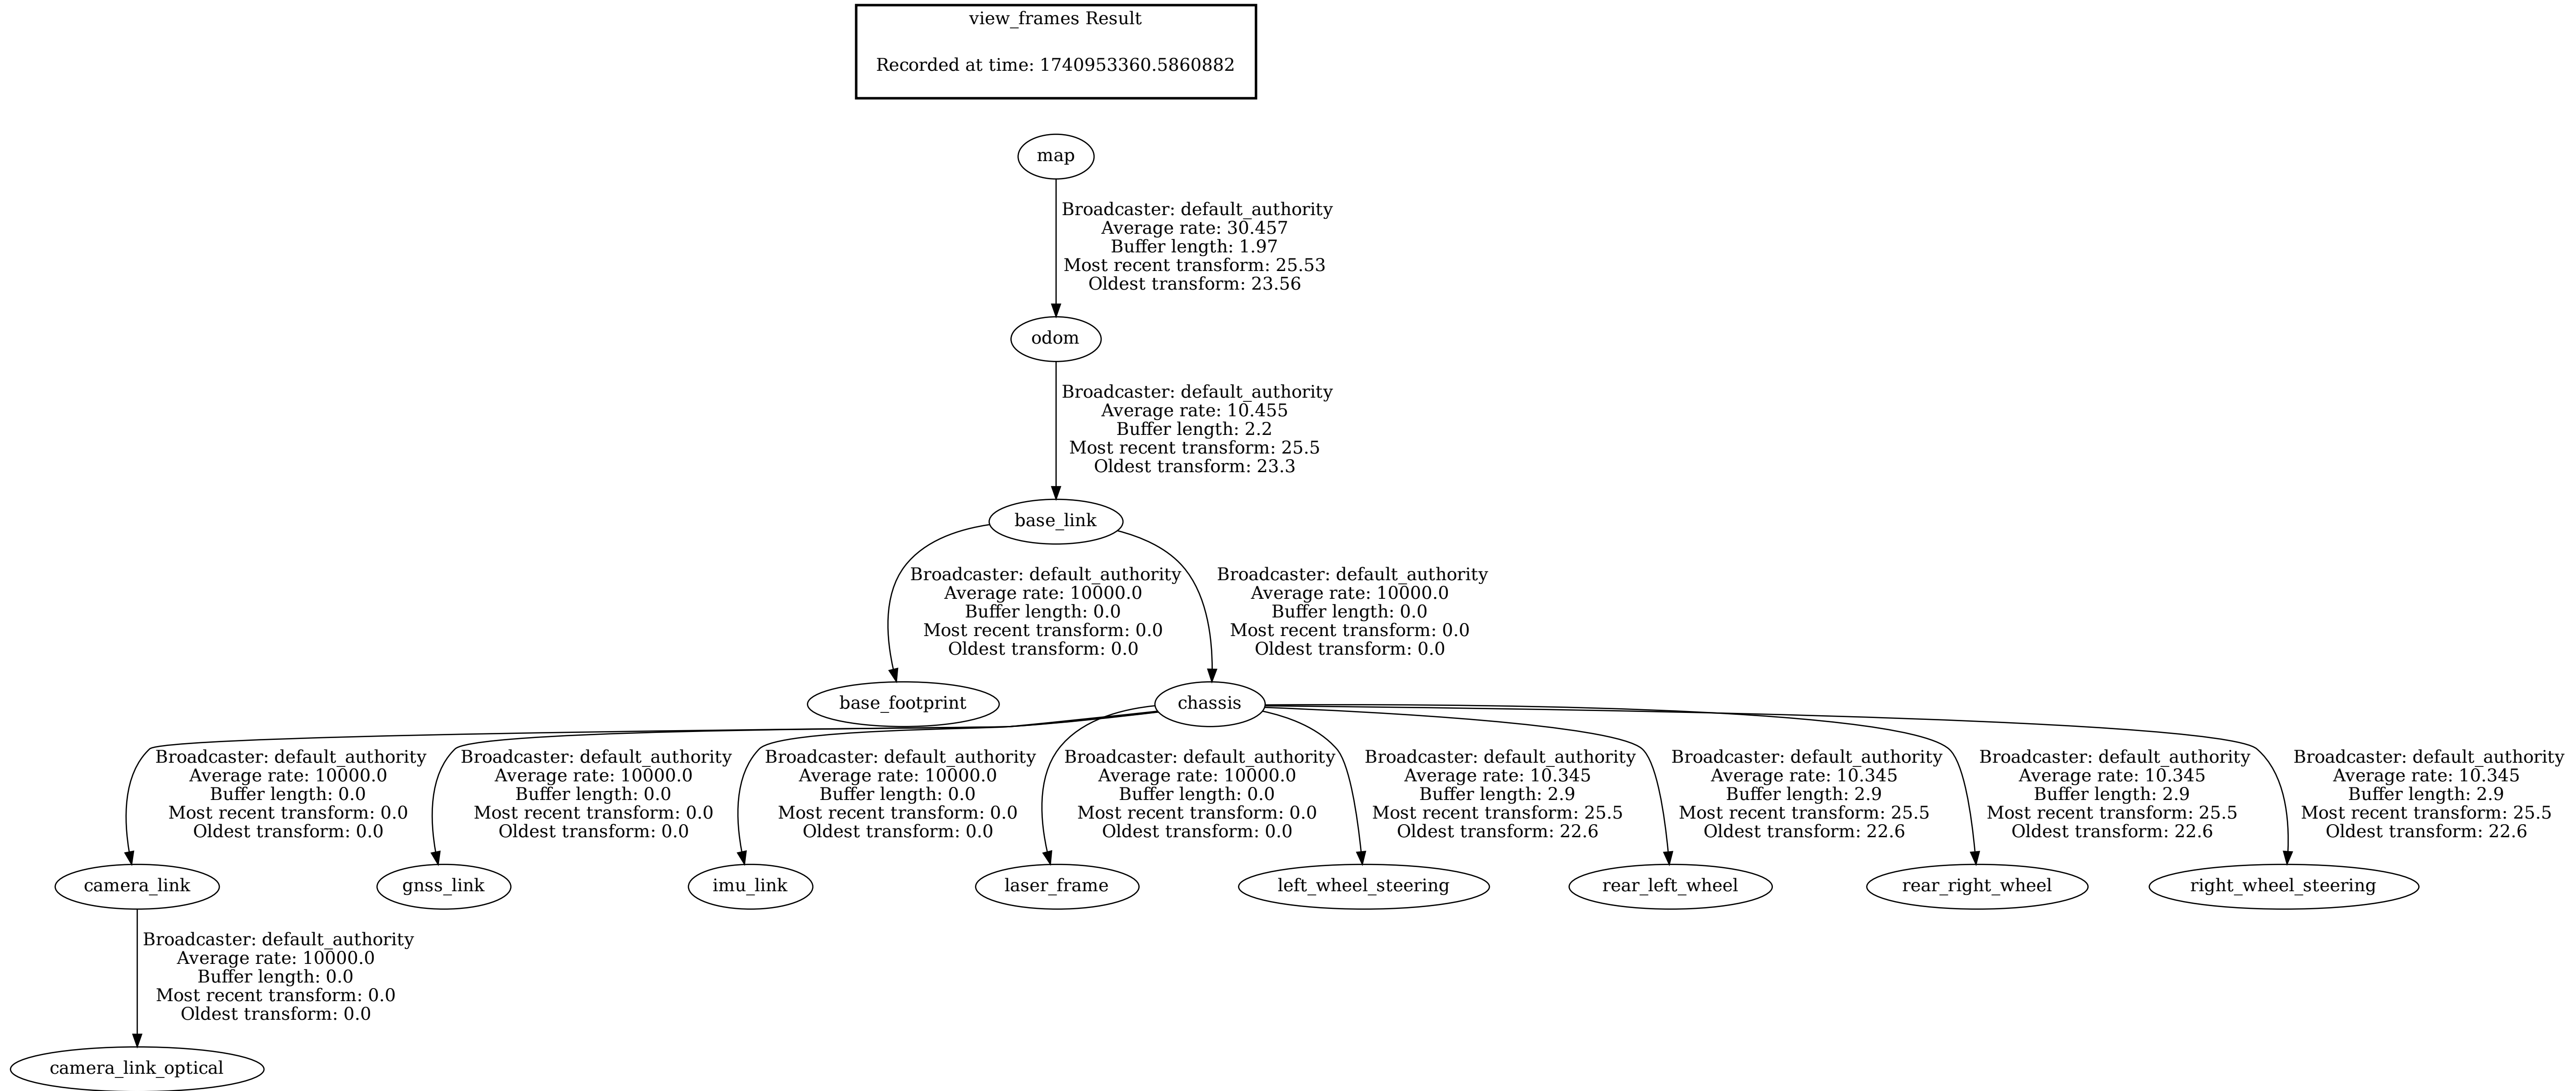 view_frames Result
Recorded at time: 1740953360.5860882
map
Broadcaster: default_authority
Average rate: 30.457
Buffer length: 1.97
Most recent transform: 25.53
Oldest transform: 23.56
odom
Broadcaster: default_authority
Average rate: 10.455
Buffer length: 2.2
Most recent transform: 25.5
Oldest transform: 23.3
base_link
Broadcaster: default_authority
Average rate: 10000.0
Buffer length: 0.0
Most recent transform: 0.0
Oldest transform: 0.0
Broadcaster: default_authority
Average rate: 10000.0
Buffer length: 0.0
Most recent transform: 0.0
Oldest transform: 0.0
base_footprint
chassis
Broadcaster: default_authority
Average rate: 10000.0
Buffer length: 0.0
Most recent transform: 0.0
Oldest transform: 0.0
Broadcaster: default_authority
Average rate: 10000.0
Buffer length: 0.0
Most recent transform: 0.0
Oldest transform: 0.0
Broadcaster: default_authority
Average rate: 10000.0
Buffer length: 0.0
Most recent transform: 0.0
Oldest transform: 0.0
Broadcaster: default_authority
Average rate: 10000.0
Buffer length: 0.0
Most recent transform: 0.0
Oldest transform: 0.0
Broadcaster: default_authority
Average rate: 10.345
Buffer length: 2.9
Most recent transform: 25.5
Oldest transform: 22.6
Broadcaster: default_authority
Average rate: 10.345
Buffer length: 2.9
Most recent transform: 25.5
Oldest transform: 22.6
Broadcaster: default_authority
Average rate: 10.345
Buffer length: 2.9
Most recent transform: 25.5
Oldest transform: 22.6
Broadcaster: default_authority
Average rate: 10.345
Buffer length: 2.9
Most recent transform: 25.5
Oldest transform: 22.6
camera_link
gnss_link
imu_link
laser_frame
left_wheel_steering
rear_left_wheel
rear_right_wheel
right_wheel_steering
Broadcaster: default_authority
Average rate: 10000.0
Buffer length: 0.0
Most recent transform: 0.0
Oldest transform: 0.0
camera_link_optical